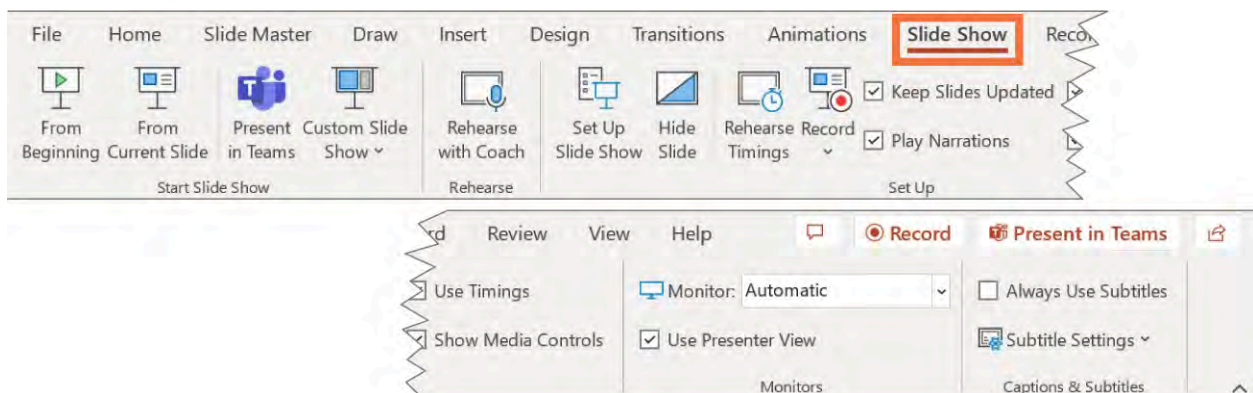 File Home Slide Master Draw Insert Design Transitions Animations Slide Show Recor
From Beginning
From Current Slide
Present in Teams
Custom Slide Show
Rehearse with Coach
Set Up Slide Show
Hide Slide
Rehearse Timings
Record
Keep Slides Updated
Play Narrations
Start Slide Show
Rehearse
Set Up
rd Review View Help Record Present in Teams
Use Timings
Show Media Controls
Monitor: Automatic
Use Presenter View
Always Use Subtitles
Subtitle Settings
Monitors
Captions & Subtitles